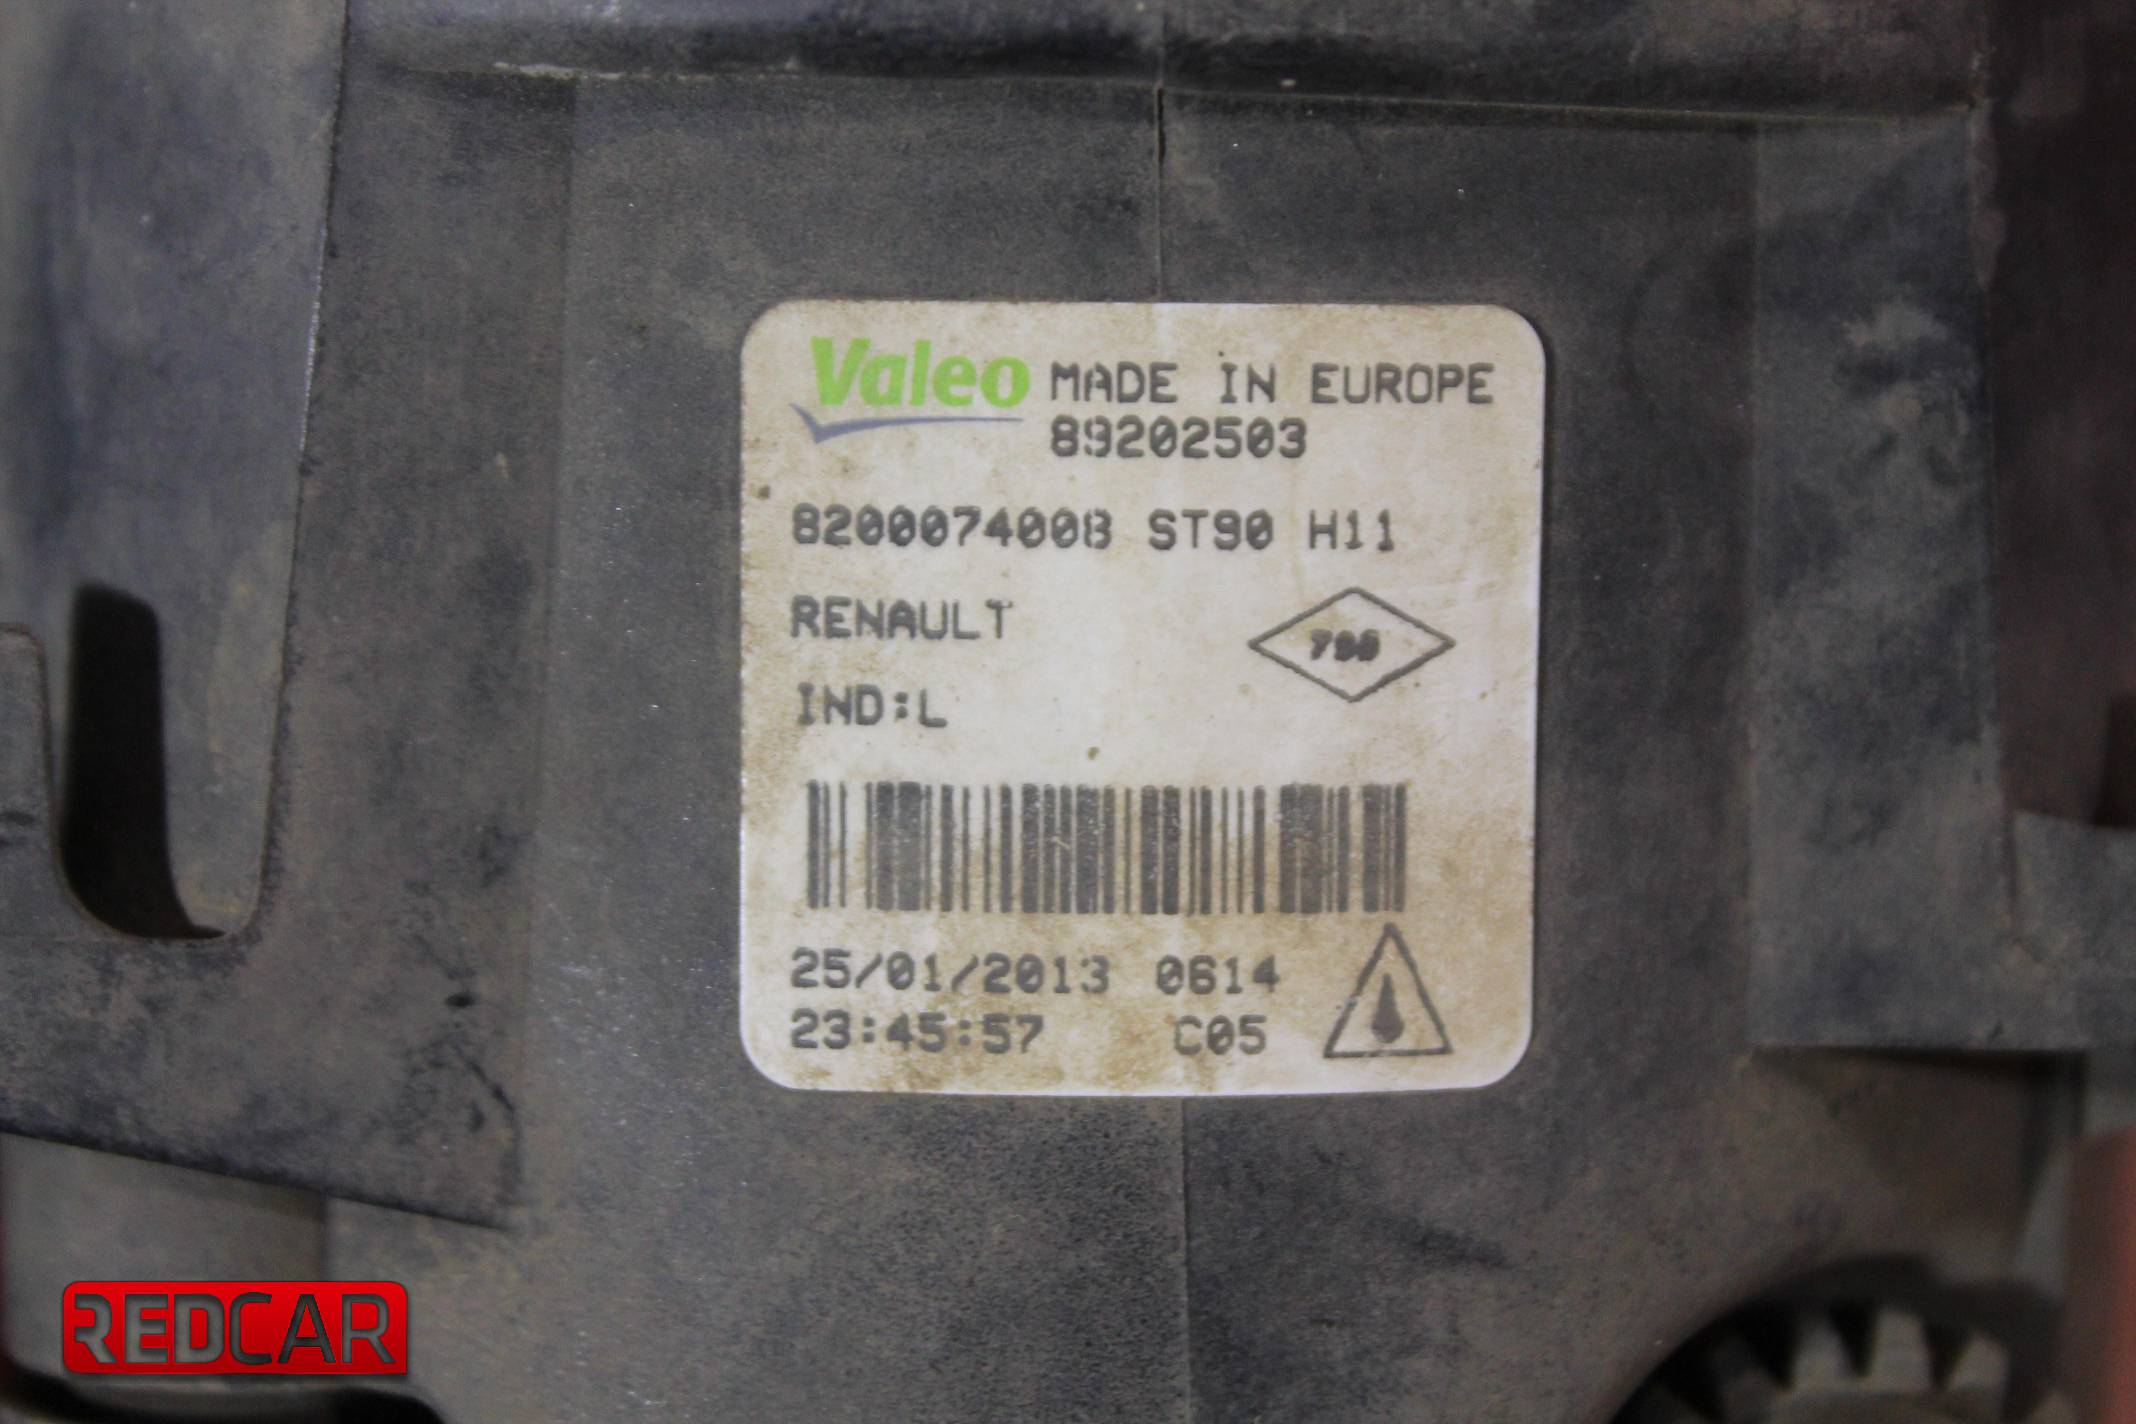 Valeo MADE IN EUROPE
89202503
8200074008 ST90 H11
RENAULT
IND:L
25/01/2013 0614
23:45:57 C05
REDCAR